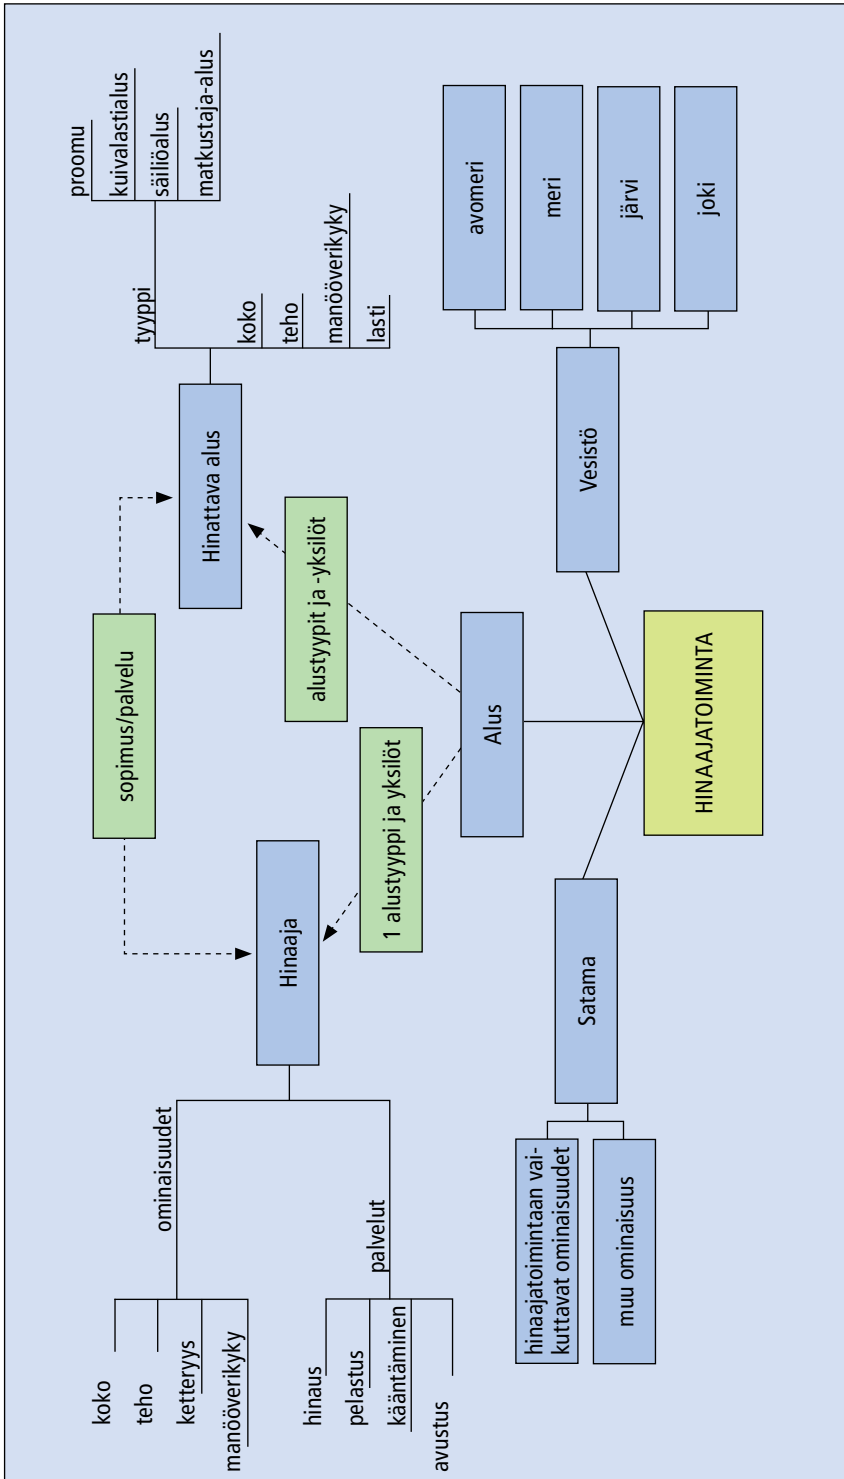 koko
teho
ketteryys
manööverikyky
ominaisuudet
hinaus
pelastus
kääntäminen
avustus
palvelut
Hinaaja
sopimus/palvelu
Hinattava alus
tyyppi
proomu
kuivalastialus
säiliöalus
matkustaja-alus
koko
teho
manööverikyky
lasti
1 alustyyppi ja yksilöt
alustyypit ja -yksilöt
Alus
hinaajatoimintaan vai-
kuttavat ominaisuudet
muu ominaisuus
Satama
Vesistö
avomeri
meri
järvi
joki
HINAAJATOIMINTA